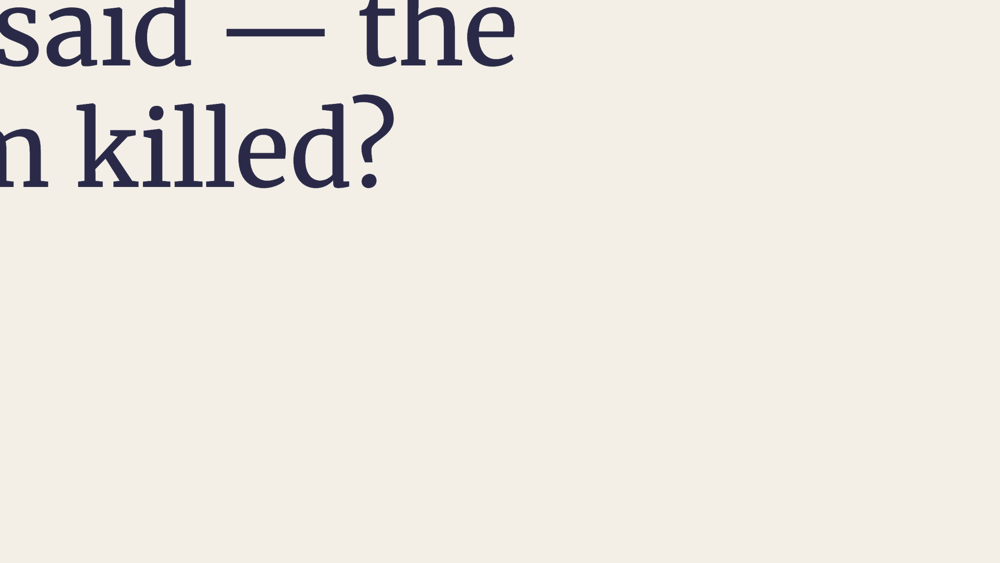 said — the
killed?